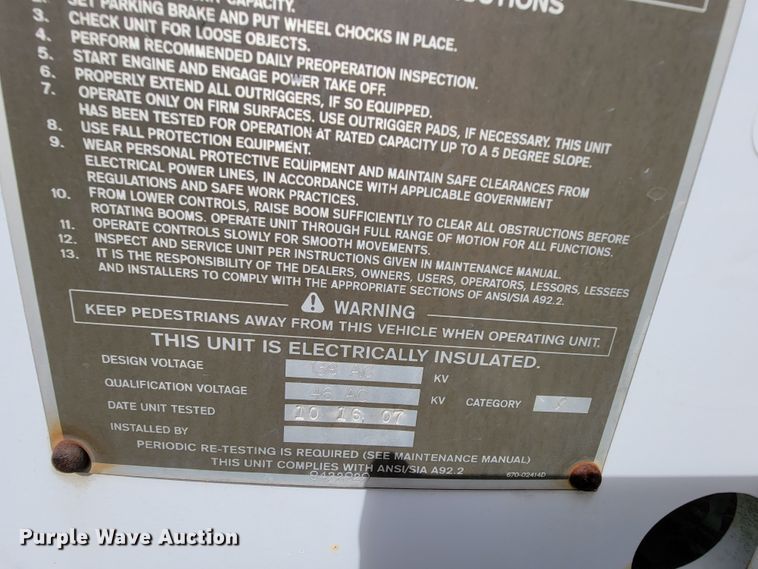 CAPACITY.
2. SET PARKING BRAKE AND PUT WHEEL CHOCKS IN PLACE.
3. CHECK UNIT FOR LOOSE OBJECTS.
4. PERFORM RECOMMENDED DAILY PREOPERATION INSPECTION.
5. START ENGINE AND ENGAGE POWER TAKE OFF.
6. PROPERLY EXTEND ALL OUTRIGGERS, IF SO EQUIPPED.
7. OPERATE ONLY ON FIRM SURFACES. USE OUTRIGGER PADS, IF NECESSARY. THIS UNIT
HAS BEEN TESTED FOR OPERATION AT RATED CAPACITY UP TO A 5 DEGREE SLOPE.
8. USE FALL PROTECTION EQUIPMENT.
9. WEAR PERSONAL PROTECTIVE EQUIPMENT AND MAINTAIN SAFE CLEARANCES FROM
ELECTRICAL POWER LINES, IN ACCORDANCE WITH APPLICABLE GOVERNMENT
REGULATIONS AND SAFE WORK PRACTICES.
10. FROM LOWER CONTROLS, RAISE BOOM SUFFICIENTLY TO CLEAR ALL OBSTRUCTIONS BEFORE
ROTATING BOOMS. OPERATE UNIT THROUGH FULL RANGE OF MOTION FOR ALL FUNCTIONS.
11. OPERATE CONTROLS SLOWLY FOR SMOOTH MOVEMENTS.
12. INSPECT AND SERVICE UNIT PER INSTRUCTIONS GIVEN IN MAINTENANCE MANUAL.
13. IT IS THE RESPONSIBILITY OF THE DEALERS, OWNERS, USERS, OPERATORS, LESSORS, LESSEES
AND INSTALLERS TO COMPLY WITH THE APPROPRIATE SECTIONS OF ANSI/SIA A92.2.
WARNING
KEEP PEDESTRIANS AWAY FROM THIS VEHICLE WHEN OPERATING UNIT.
THIS UNIT IS ELECTRICALLY INSULATED.
DESIGN VOLTAGE AC KV
QUALIFICATION VOLTAGE 46 AC KV CATEGORY C
DATE UNIT TESTED 10 16 07
INSTALLED BY
PERIODIC RE-TESTING IS REQUIRED (SEE MAINTENANCE MANUAL)
THIS UNIT COMPLIES WITH ANSI/SIA A92.2
670-02414D
Purple Wave Auction